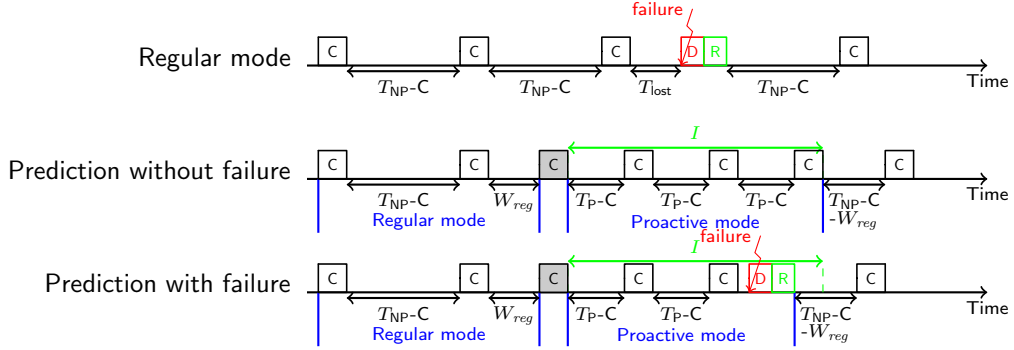 failure
Regular mode C C C D R C
Time
T_NP-C T_NP-C T_lost T_NP-C
I
Prediction without failure C C C C C C C
Time
T_NP-C W_reg T_P-C T_P-C T_P-C T_NP-C
Regular mode Proactive mode -W_reg
failure
I
Prediction with failure C C C C C D R C
Time
T_NP-C W_reg T_P-C T_P-C T_NP-C
Regular mode Proactive mode -W_reg